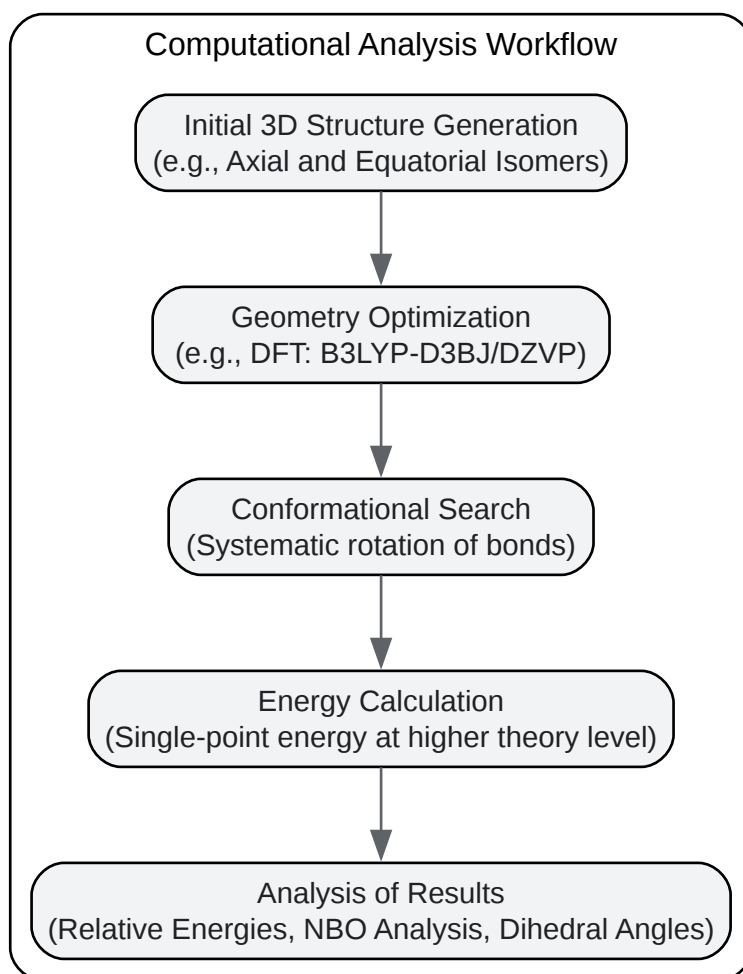 Computational Analysis Workflow
Initial 3D Structure Generation
(e.g., Axial and Equatorial Isomers)
Geometry Optimization
(e.g., DFT: B3LYP-D3BJ/DZVP)
Conformational Search
(Systematic rotation of bonds)
Energy Calculation
(Single-point energy at higher theory level)
Analysis of Results
(Relative Energies, NBO Analysis, Dihedral Angles)